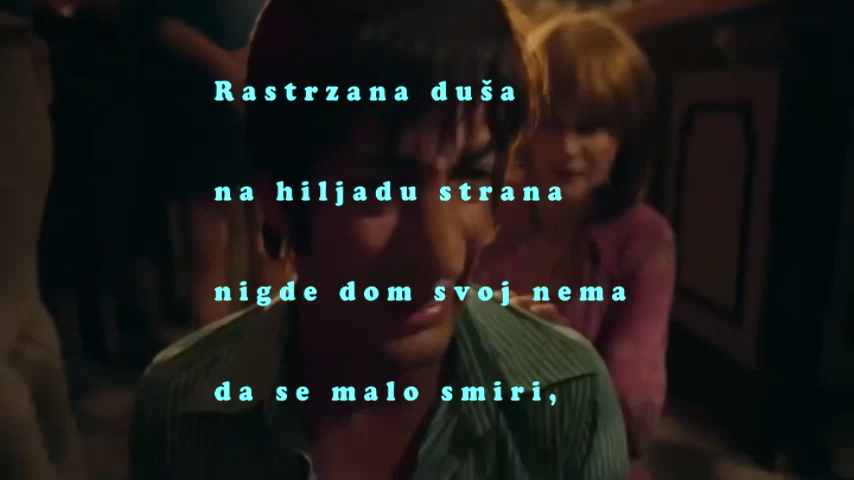 Rastrzana duša
na hiljadu strana
nigde dom svoj nema
da se malo smiri,